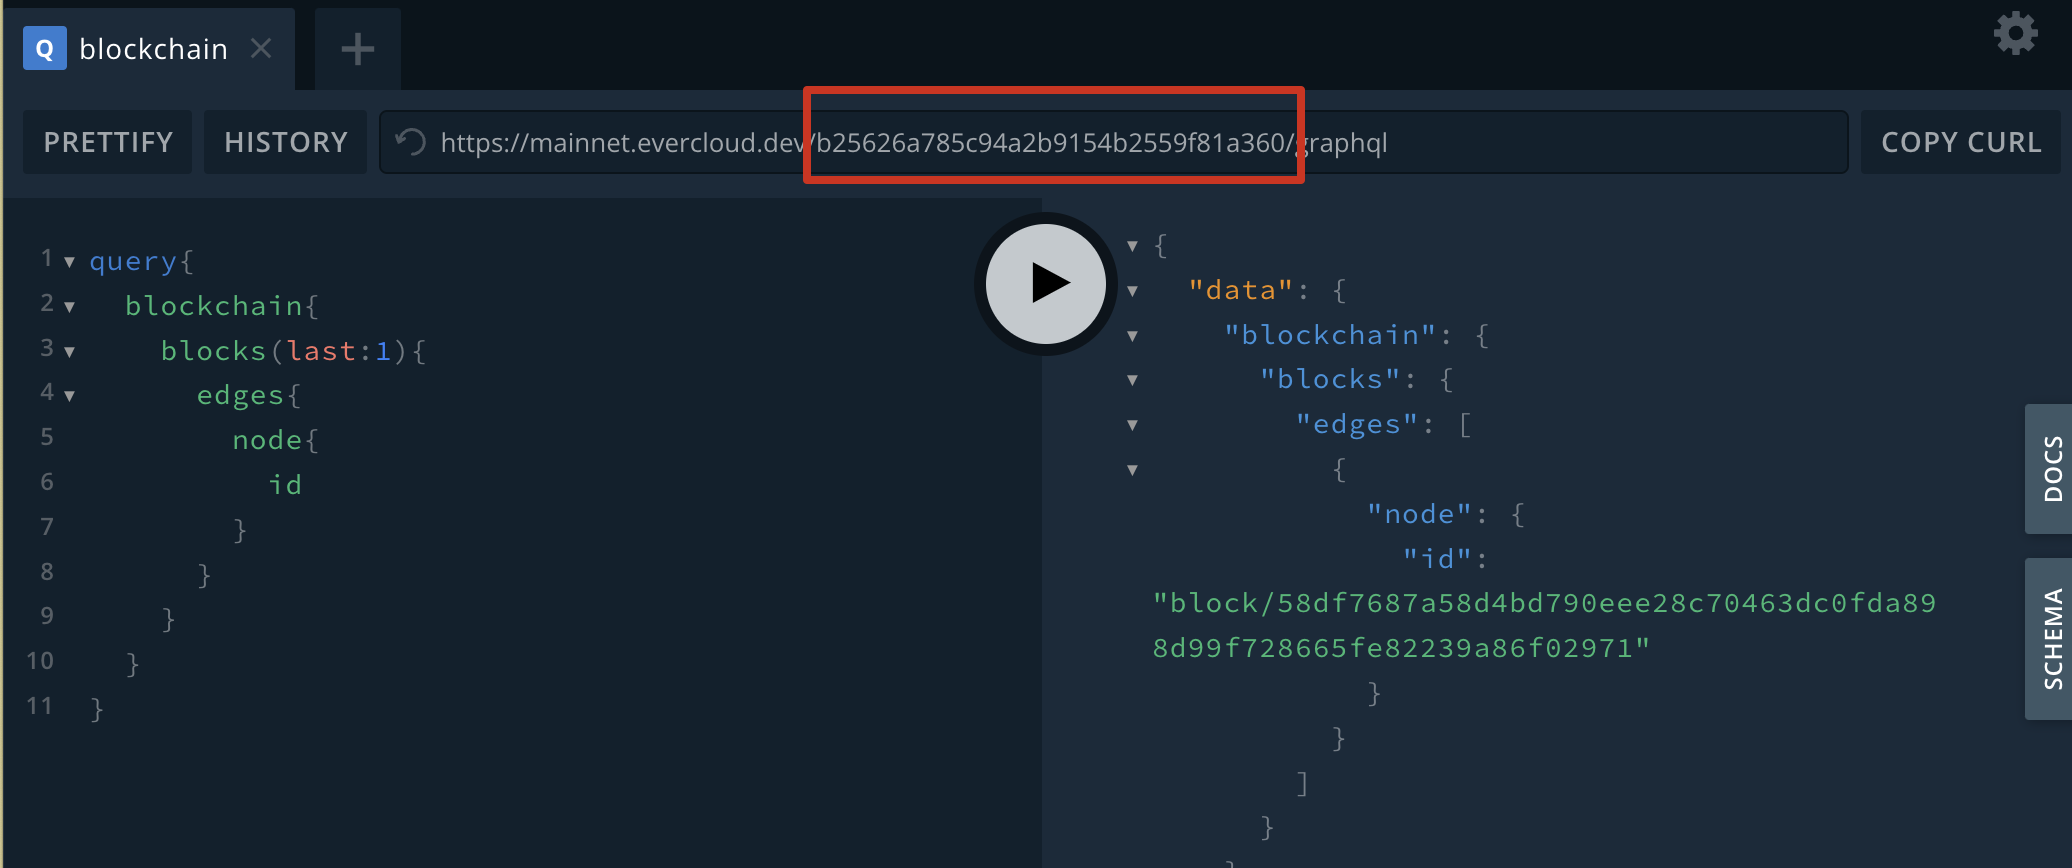 Q blockchain
PRETTIFY HISTORY https://mainnet.evercloud.dev/b25626a785c94a2b9154b2559f81a360/graphql COPY CURL
1 query{
2 blockchain{
3 blocks(last:1){
4 edges{
5 node{
6 id
7 }
8 }
9 }
10 }
11 }
{
"data": {
"blockchain": {
"blocks": {
"edges": [
{
"node": {
"id":
"block/58df7687a58d4bd790eee28c70463dc0fda89
8d99f728665fe82239a86f02971"
}
}
]
}
}
DOCS
SCHEMA